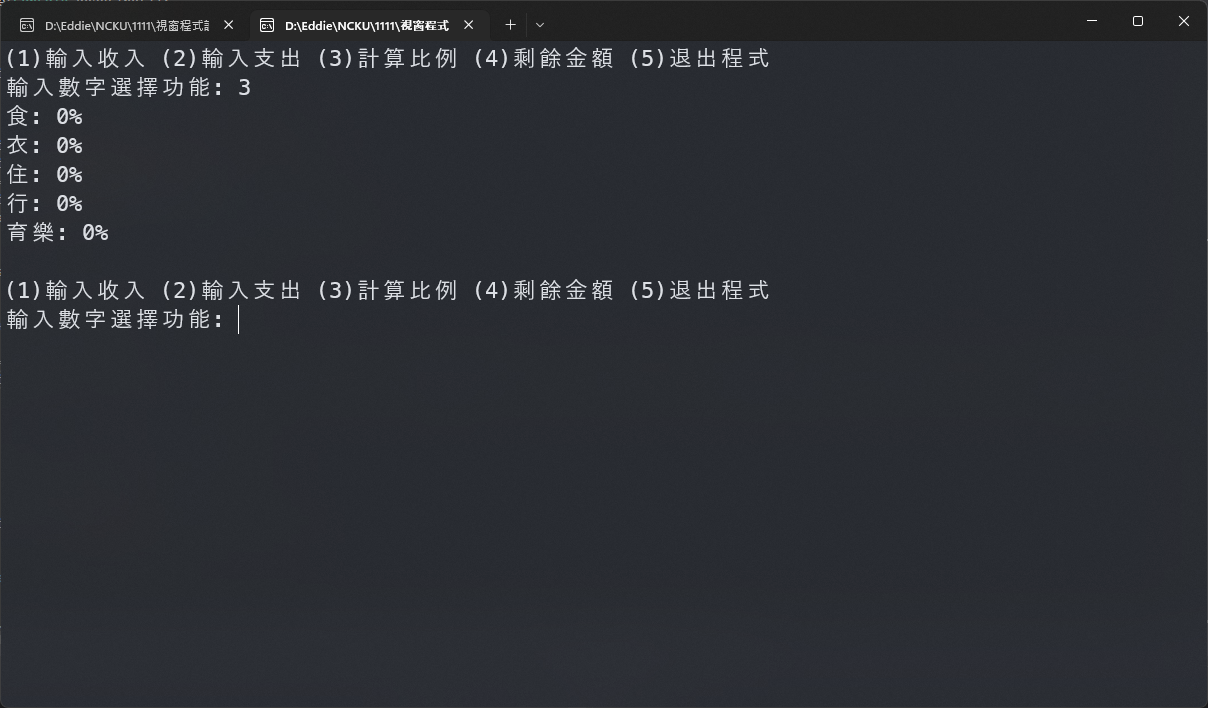 D:\Eddie\NCKU\1111\視窗程式 D:\Eddie\NCKU\1111\視窗程式
(1)輸入收入 (2)輸入支出 (3)計算比例 (4)剩餘金額 (5)退出程式
輸入數字選擇功能: 3
食: 0%
衣: 0%
住: 0%
行: 0%
育樂: 0%
(1)輸入收入 (2)輸入支出 (3)計算比例 (4)剩餘金額 (5)退出程式
輸入數字選擇功能: